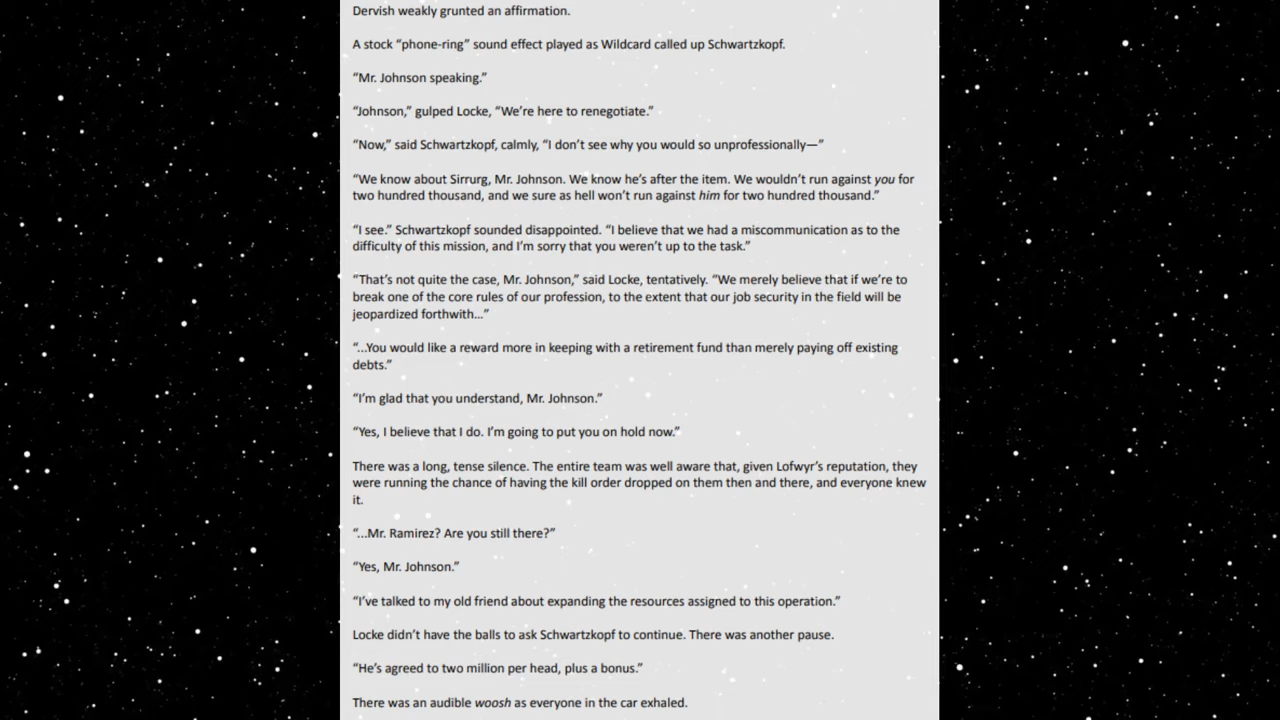 Dervish weakly grunted an affirmation.
A stock “phone-ring” sound effect played as Wildcard called up Schwartzkopf.
“Mr. Johnson speaking.”
“Johnson,” gulped Locke, “We’re here to renegotiate.”
“Now,” said Schwartzkopf, calmly, “I don’t see why you would so unprofessionally—”
“We know about Sirrurg, Mr. Johnson. We know he’s after the item. We wouldn’t run against you for
two hundred thousand, and we sure as hell won’t run against him for two hundred thousand.”
“I see.” Schwartzkopf sounded disappointed. “I believe that we had a miscommunication as to the
difficulty of this mission, and I’m sorry that you weren’t up to the task.”
“That’s not quite the case, Mr. Johnson,” said Locke, tentatively. “We merely believe that if we’re to
break one of the core rules of our profession, to the extent that our job security in the field will be
jeopardized forthwith…”
“…You would like a reward more in keeping with a retirement fund than merely paying off existing
debts.”
“I’m glad that you understand, Mr. Johnson.”
“Yes, I believe that I do. I’m going to put you on hold now.”
There was a long, tense silence. The entire team was well aware that, given Lofwyr’s reputation, they
were running the chance of having the kill order dropped on them then and there, and everyone knew
it.
“…Mr. Ramirez? Are you still there?”
“Yes, Mr. Johnson.”
“I’ve talked to my old friend about expanding the resources assigned to this operation.”
Locke didn’t have the balls to ask Schwartzkopf to continue. There was another pause.
“He’s agreed to two million per head, plus a bonus.”
There was an audible woosh as everyone in the car exhaled.